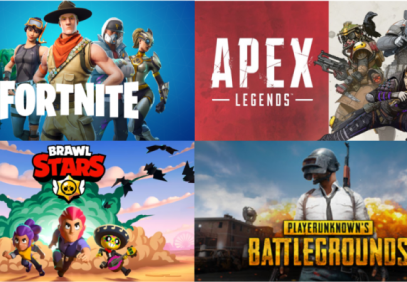 FORTNITE
APEX
LEGENDS
BRAWL
STARS
PLAYERUNKNOWN'S
BATTLEGROUNDS